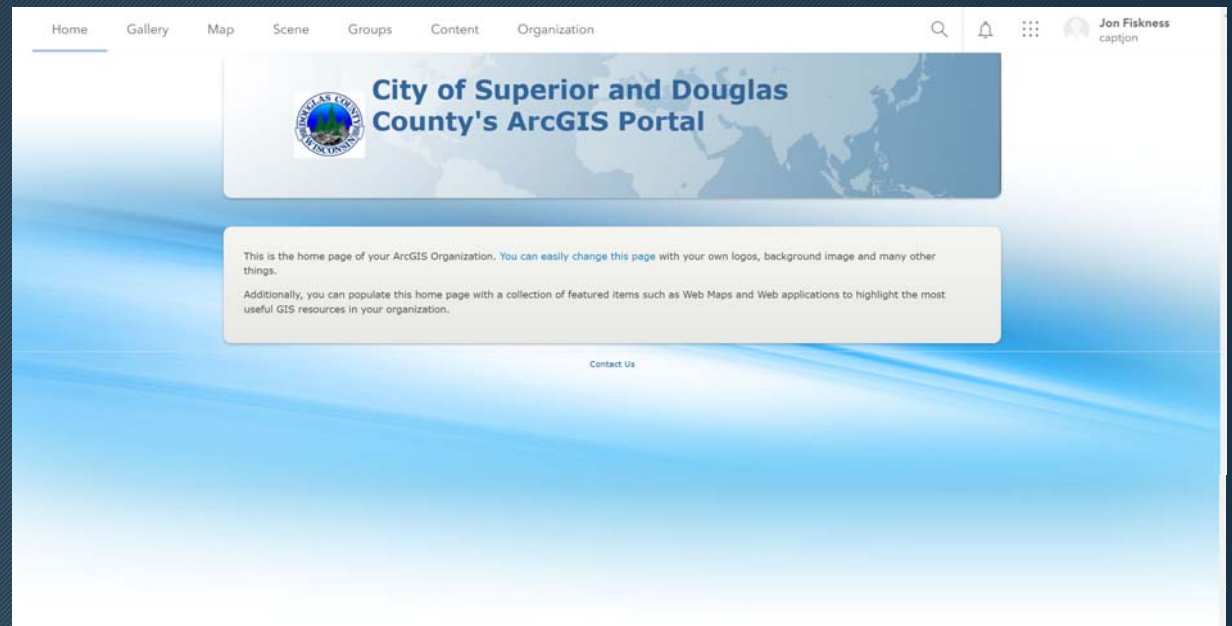 Home Gallery Map Scene Groups Content Organization
Jon Fiskness
captjon
DOUGLAS COUNTY
WISCONSIN
City of Superior and Douglas
County's ArcGIS Portal
This is the home page of your ArcGIS Organization. You can easily change this page with your own logos, background image and many other
things.
Additionally, you can populate this home page with a collection of featured items such as Web Maps and Web applications to highlight the most
useful GIS resources in your organization.
Contact Us